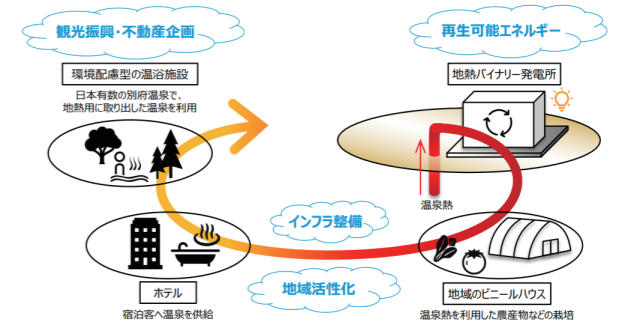 観光振興・不動産企画
環境配慮型の温浴施設
日本有数の別府温泉で、
地熱用に取り出した温泉を利用
再生可能エネルギー
地熱バイナリー発電所
温泉熱
インフラ整備
地域活性化
ホテル
宿泊客へ温泉を供給
地域のビニールハウス
温泉熱を利用した農産物などの栽培